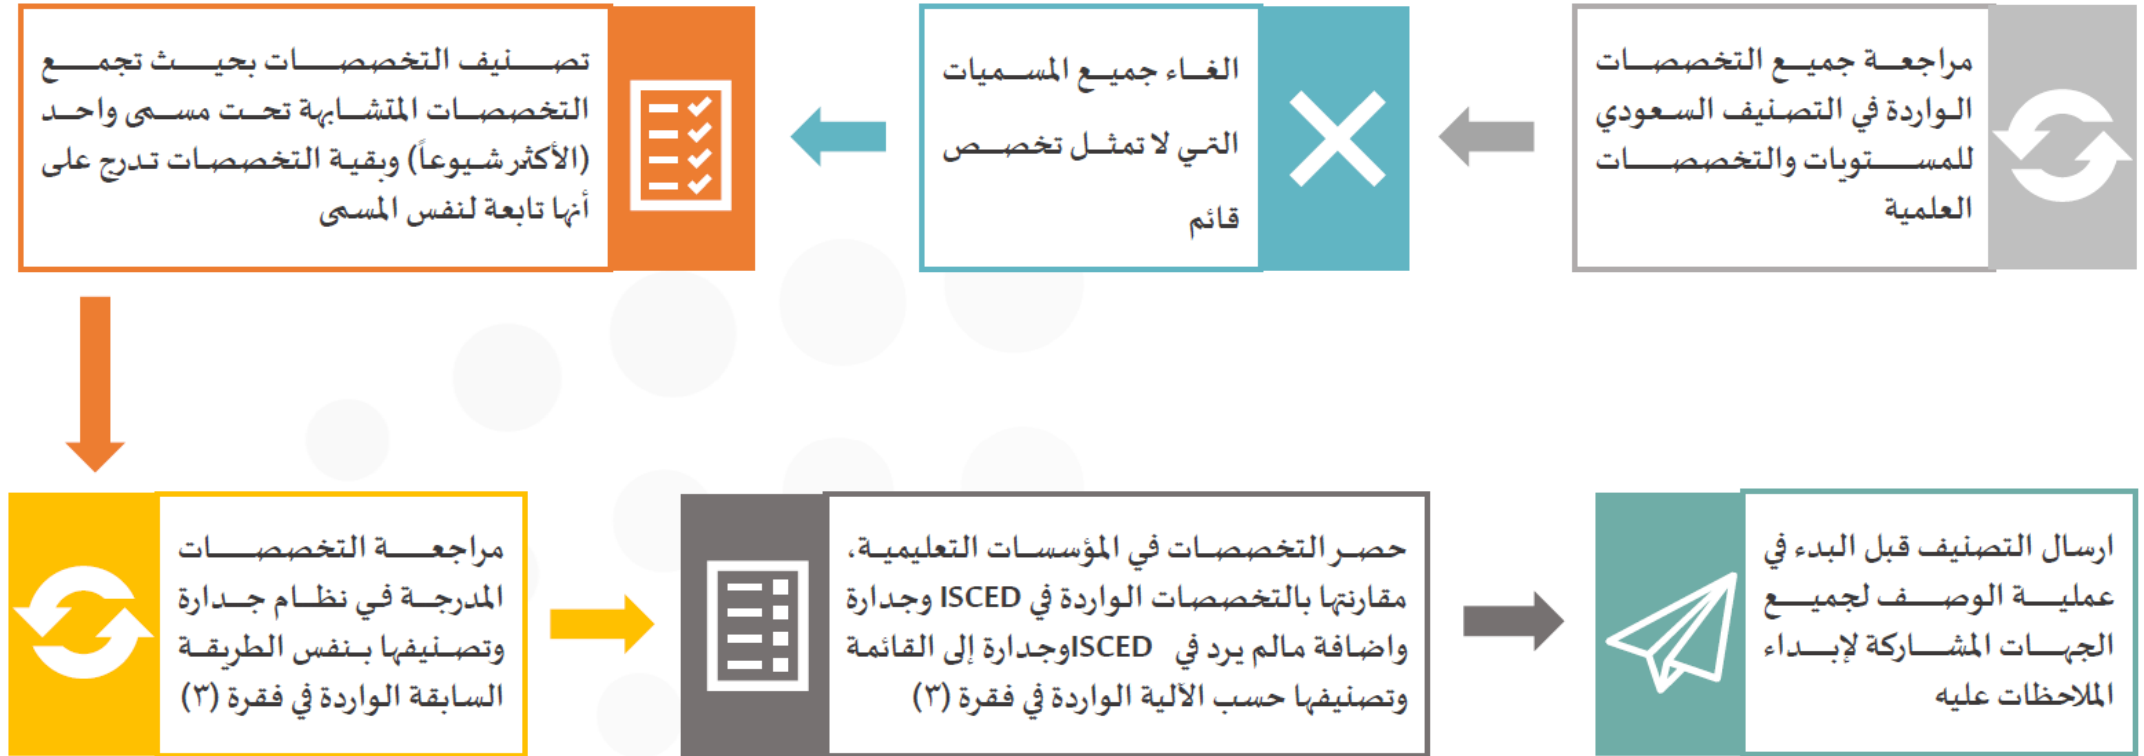 مراجعة جميع التخصصات
الواردة في التصنيف السعودي
للمستويات والتخصصات
العلمية
الغاء جميع المسميات
التي لا تمثل تخصص
قائم
تصنيف التخصصات بحيث تجمع
التخصصات المتشابهة تحت مسمى واحد
(الأكثر شيوعاً) وبقية التخصصات تدرج على
أنها تابعة لنفس المسمى
مراجعة التخصصات
المدرجة في نظام جدارة
وتصنيفها بنفس الطريقة
السابقة الواردة في فقرة (٣)
حصر التخصصات في المؤسسات التعليمية،
مقارنتها بالتخصصات الواردة في ISCED وجدارة
واضافة مالم يرد في ISCEDوجدارة إلى القائمة
وتصنيفها حسب الألية الواردة في فقرة (٣)
ارسال التصنيف قبل البدء في
عملية الوصف لجميع
الجهات المشاركة لإبداء
الملاحظات عليه